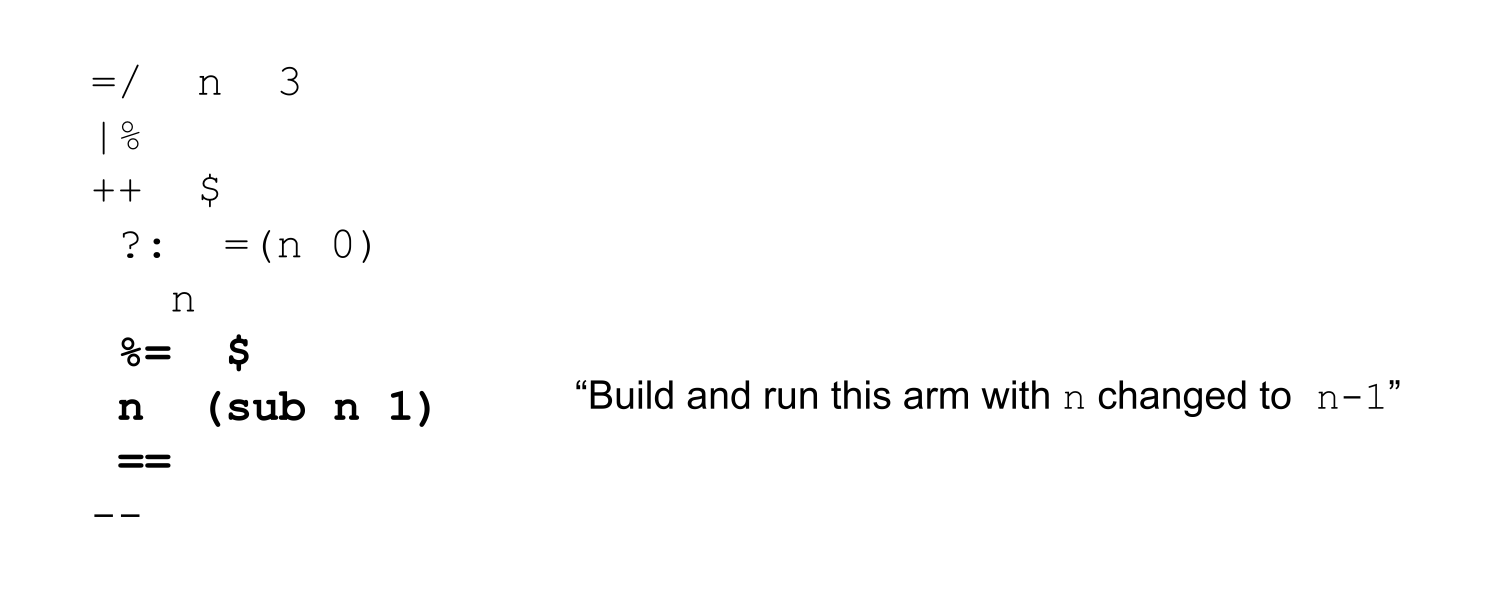 =/  n  3
|%
++  $
 ?:  =(n 0)
   n
 %=  $
 n  (sub n 1)
“Build and run this arm with n changed to n-1”
 ==
--